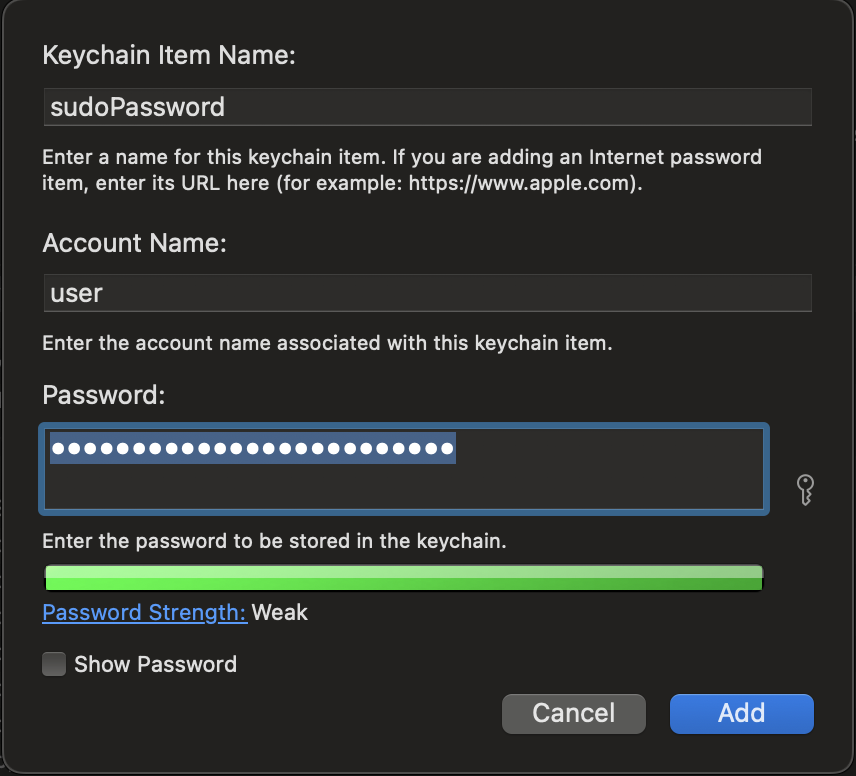 Keychain Item Name:
sudoPassword
Enter a name for this keychain item. If you are adding an Internet password
item, enter its URL here (for example: https://www.apple.com).
Account Name:
user
Enter the account name associated with this keychain item.
Password:
•••••••••••••••••••••••••
Enter the password to be stored in the keychain.
Password Strength: Weak
Show Password
Cancel Add